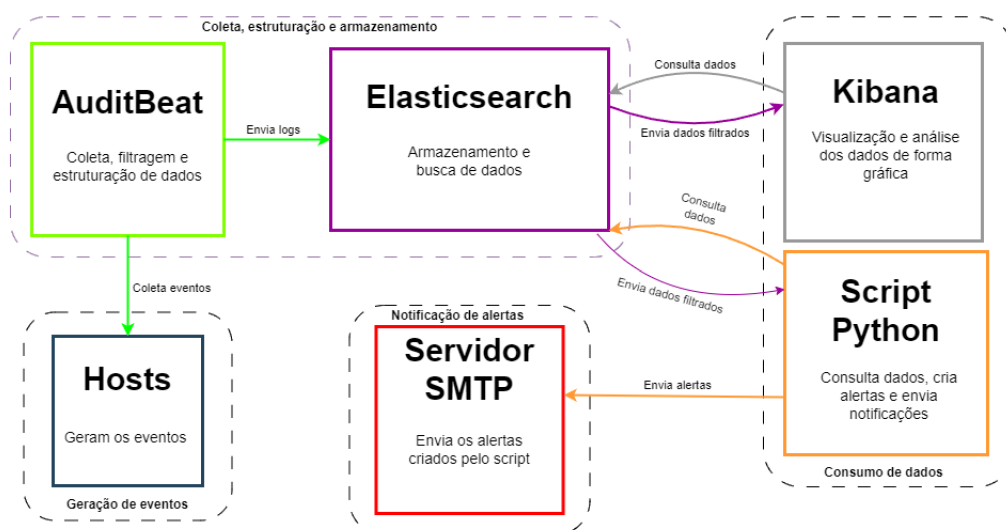 Coleta, estruturação e armazenamento
AuditBeat
Coleta, filtragem e
estruturação de dados
Envia logs
Elasticsearch
Armazenamento e
busca de dados
Consulta dados
Envia dados filtrados
Kibana
Visualização e análise
dos dados de forma
gráfica
Consulta
dados
Envia dados filtrados
Script
Python
Consulta dados, cria
alertas e envia
notificações
Consumo de dados
Coleta eventos
Hosts
Geram os eventos
Geração de eventos
Notificação de alertas
Servidor
SMTP
Envia os alertas
criados pelo script
Envia alertas